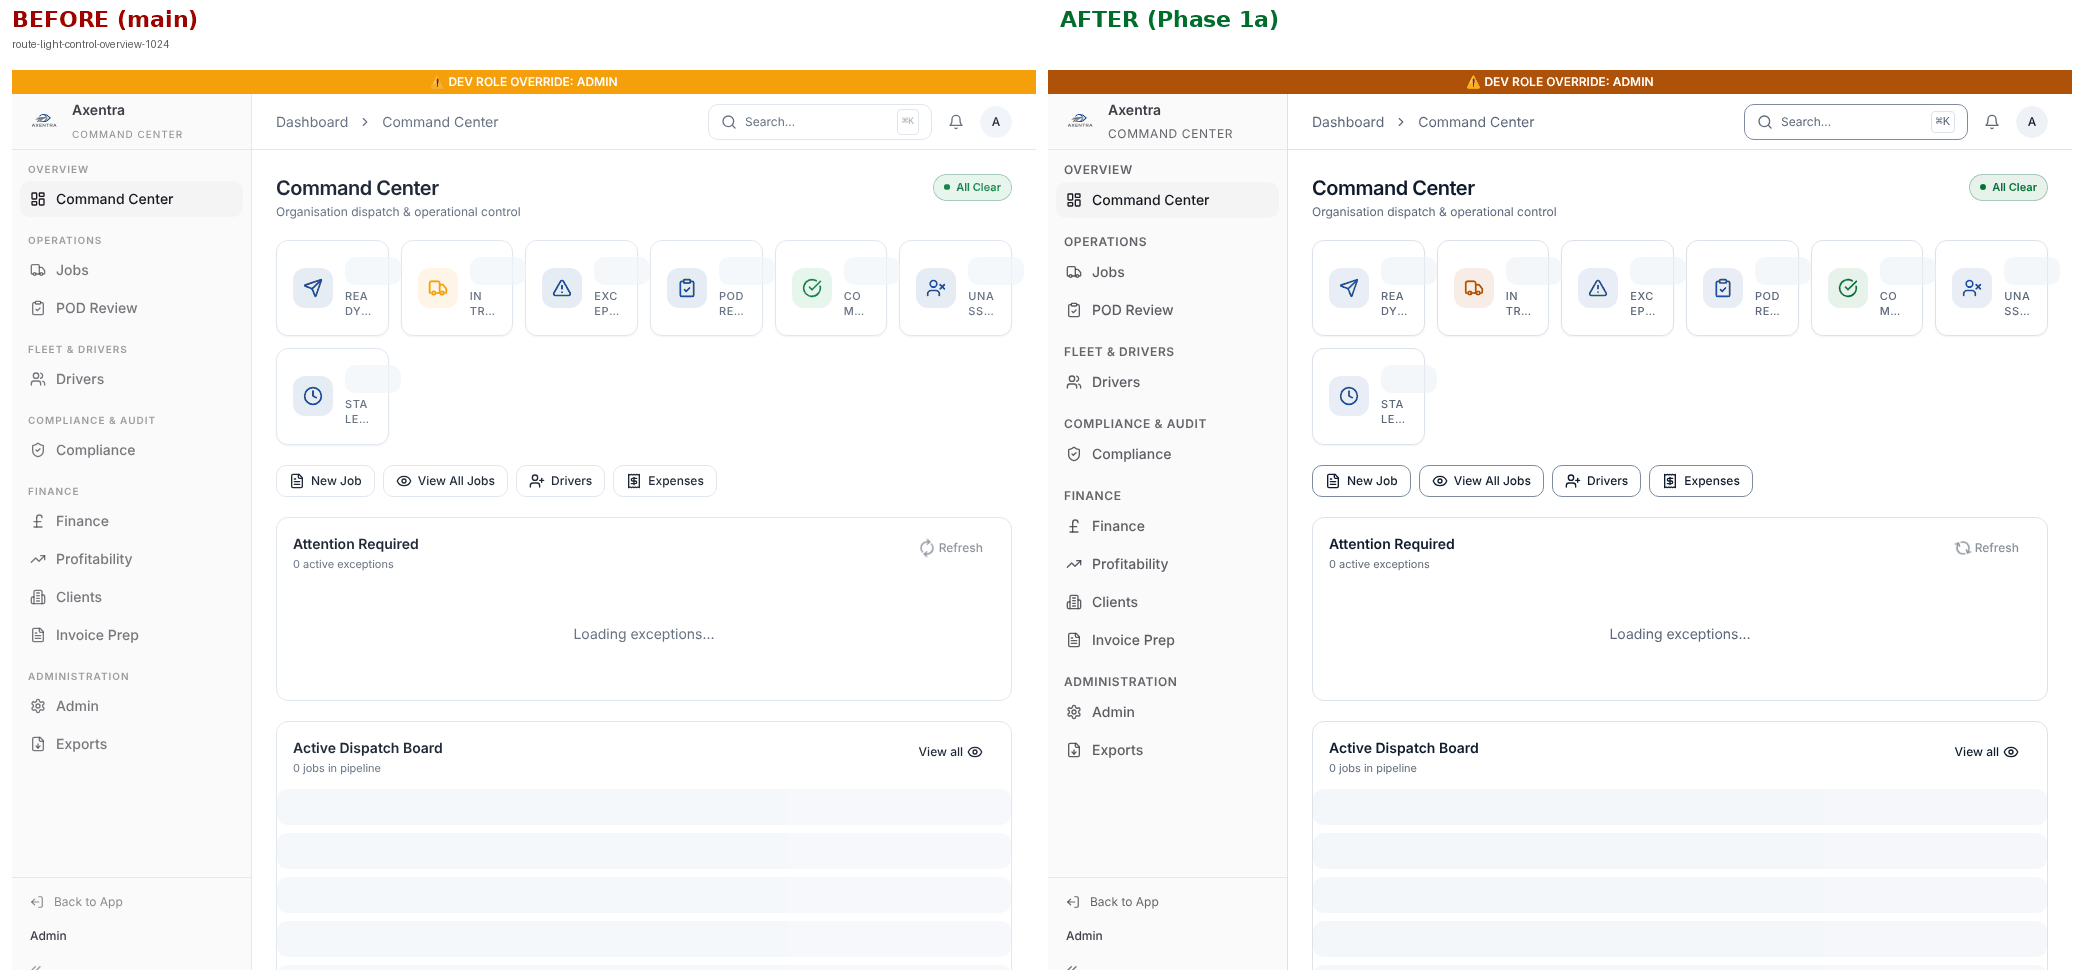 BEFORE (main)
route-light-control-overview-1024
⚠ DEV ROLE OVERRIDE: ADMIN
AXENTRA
Axentra
COMMAND CENTER
Dashboard > Command Center
Search...
⌘K
A
OVERVIEW
Command Center
OPERATIONS
Jobs
POD Review
FLEET & DRIVERS
Drivers
COMPLIANCE & AUDIT
Compliance
FINANCE
Finance
Profitability
Clients
Invoice Prep
ADMINISTRATION
Admin
Exports
Back to App
Admin
Command Center
All Clear
Organisation dispatch & operational control
REA
DY...
IN
TR...
EXC
EP...
POD
RE...
CO
M...
UNA
SS...
STA
LE...
New Job
View All Jobs
Drivers
Expenses
Attention Required
Refresh
0 active exceptions
Loading exceptions...
Active Dispatch Board
View all
0 jobs in pipeline
AFTER (Phase 1a)
⚠ DEV ROLE OVERRIDE: ADMIN
AXENTRA
Axentra
COMMAND CENTER
Dashboard > Command Center
Search...
⌘K
A
OVERVIEW
Command Center
OPERATIONS
Jobs
POD Review
FLEET & DRIVERS
Drivers
COMPLIANCE & AUDIT
Compliance
FINANCE
Finance
Profitability
Clients
Invoice Prep
ADMINISTRATION
Admin
Exports
Back to App
Admin
Command Center
All Clear
Organisation dispatch & operational control
REA
DY...
IN
TR...
EXC
EP...
POD
RE...
CO
M...
UNA
SS...
STA
LE...
New Job
View All Jobs
Drivers
Expenses
Attention Required
Refresh
0 active exceptions
Loading exceptions...
Active Dispatch Board
View all
0 jobs in pipeline